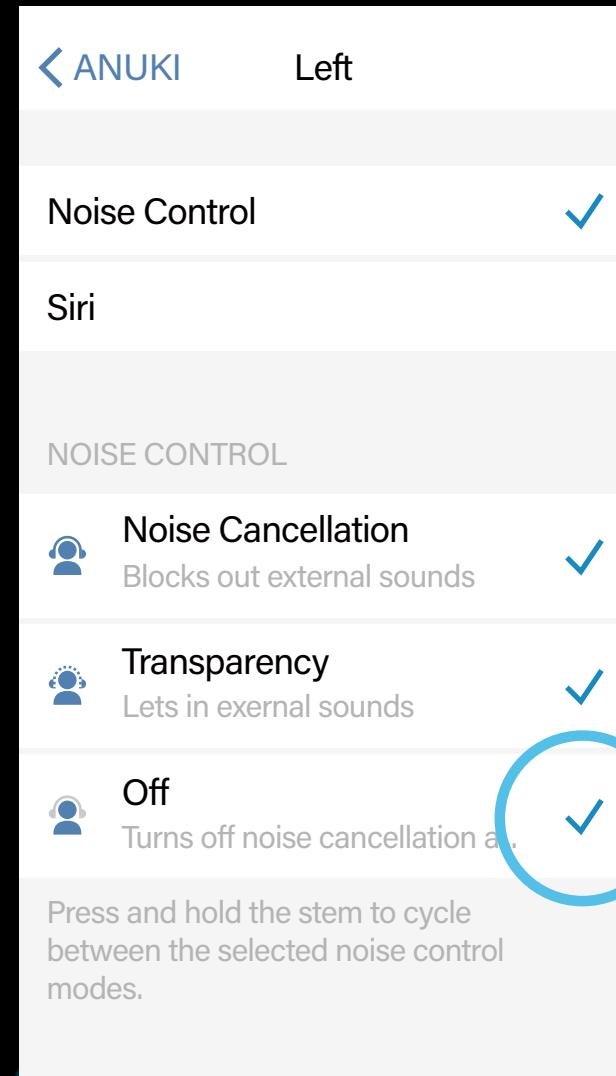 ANUKI Left
Noise Control
Siri
NOISE CONTROL
Noise Cancellation
Blocks out external sounds
Transparency
Lets in exernal sounds
Off
Turns off noise cancellation a..
Press and hold the stem to cycle
between the selected noise control
modes.